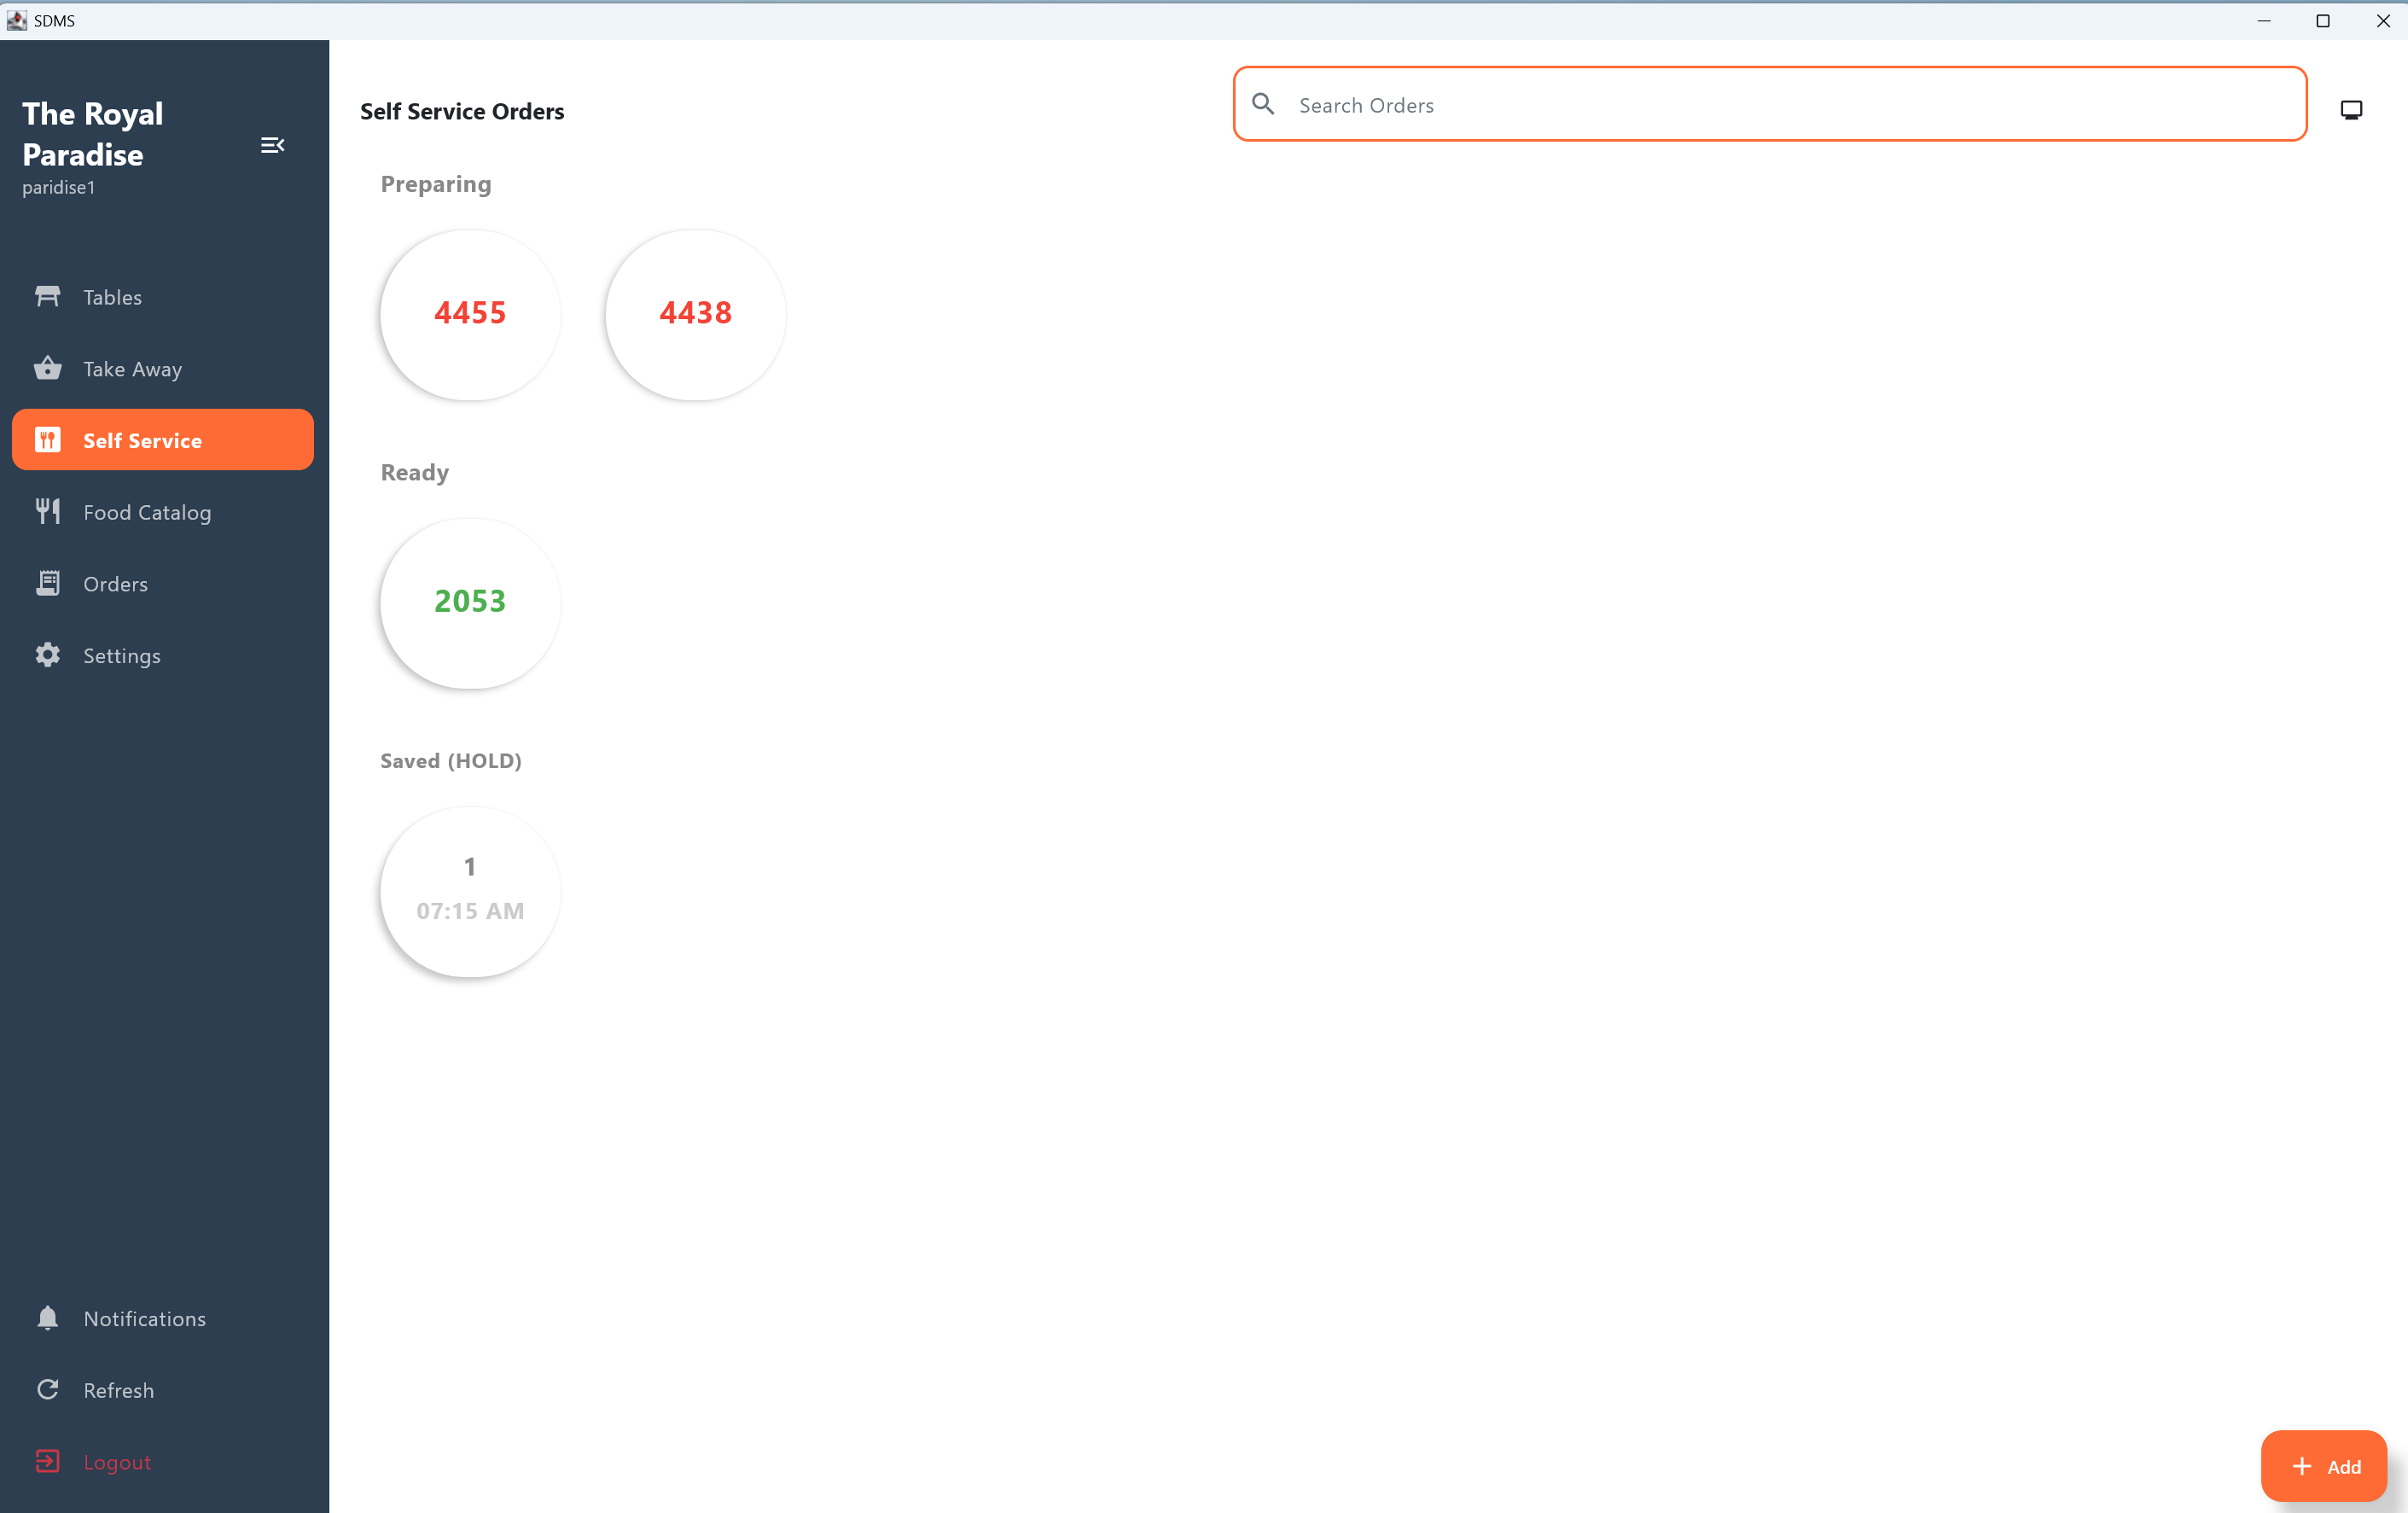 SDMS
The Royal
Paradise
paridise1
Tables
Take Away
Self Service
Food Catalog
Orders
Settings
Notifications
Refresh
Logout
Self Service Orders
Search Orders
Preparing
4455
4438
Ready
2053
Saved (HOLD)
1
07:15 AM
Add